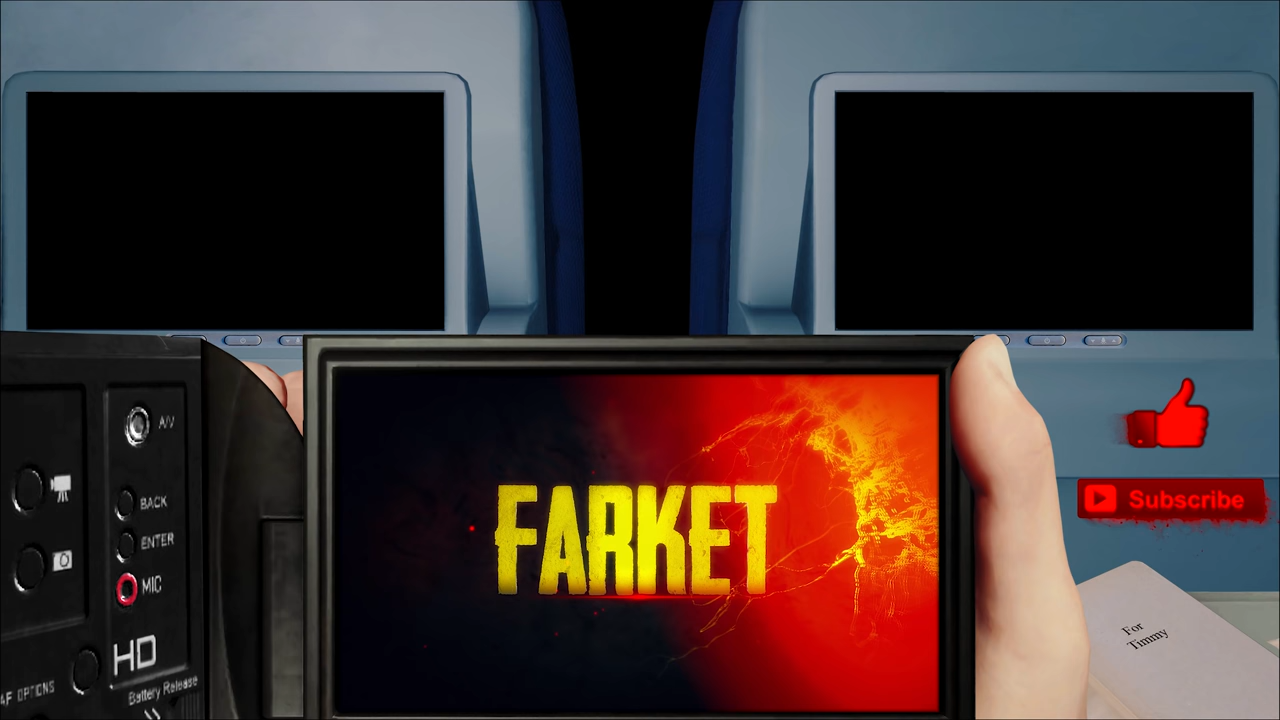 A/V
BACK
ENTER
MIC
HD
AF OPTIONS
Battery Release
FARKET
Subscribe
For
Timmy